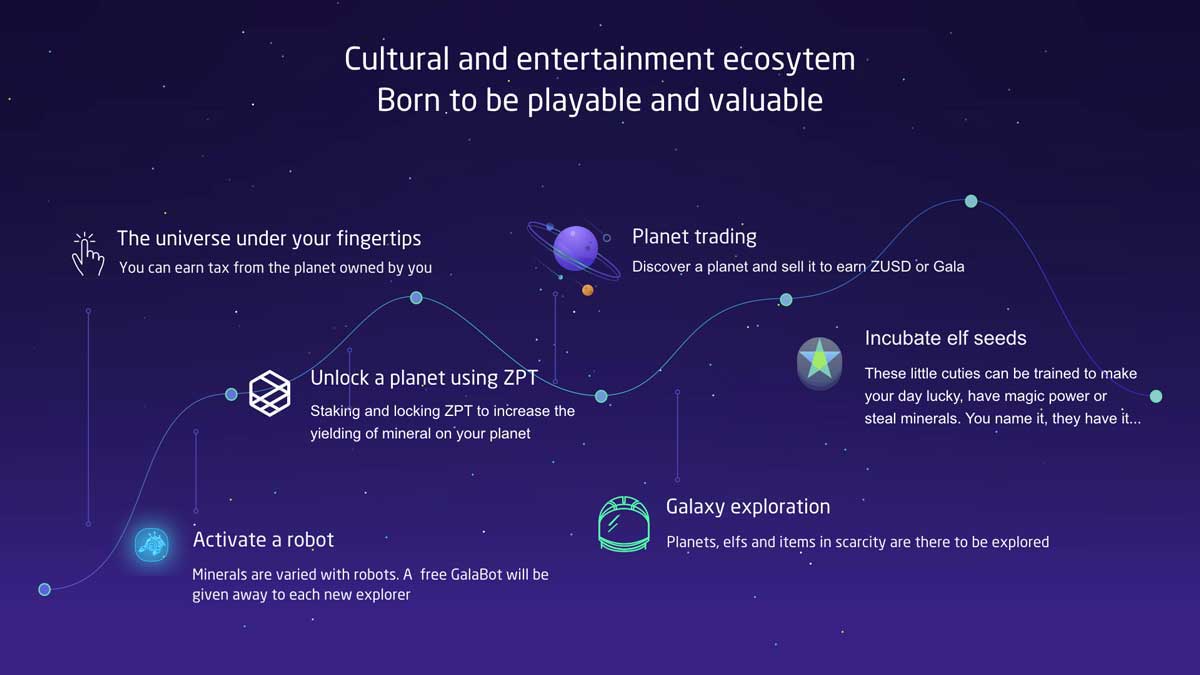 Cultural and entertainment ecosytem
Born to be playable and valuable
The universe under your fingertips
You can earn tax from the planet owned by you
Planet trading
Discover a planet and sell it to earn ZUSD or Gala
Unlock a planet using ZPT
Staking and locking ZPT to increase the
yielding of mineral on your planet
Incubate elf seeds
These little cuties can be trained to make
your day lucky, have magic power or
steal minerals. You name it, they have it...
Activate a robot
Minerals are varied with robots. A free GalaBot will be
given away to each new explorer
Galaxy exploration
Planets, elfs and items in scarcity are there to be explored